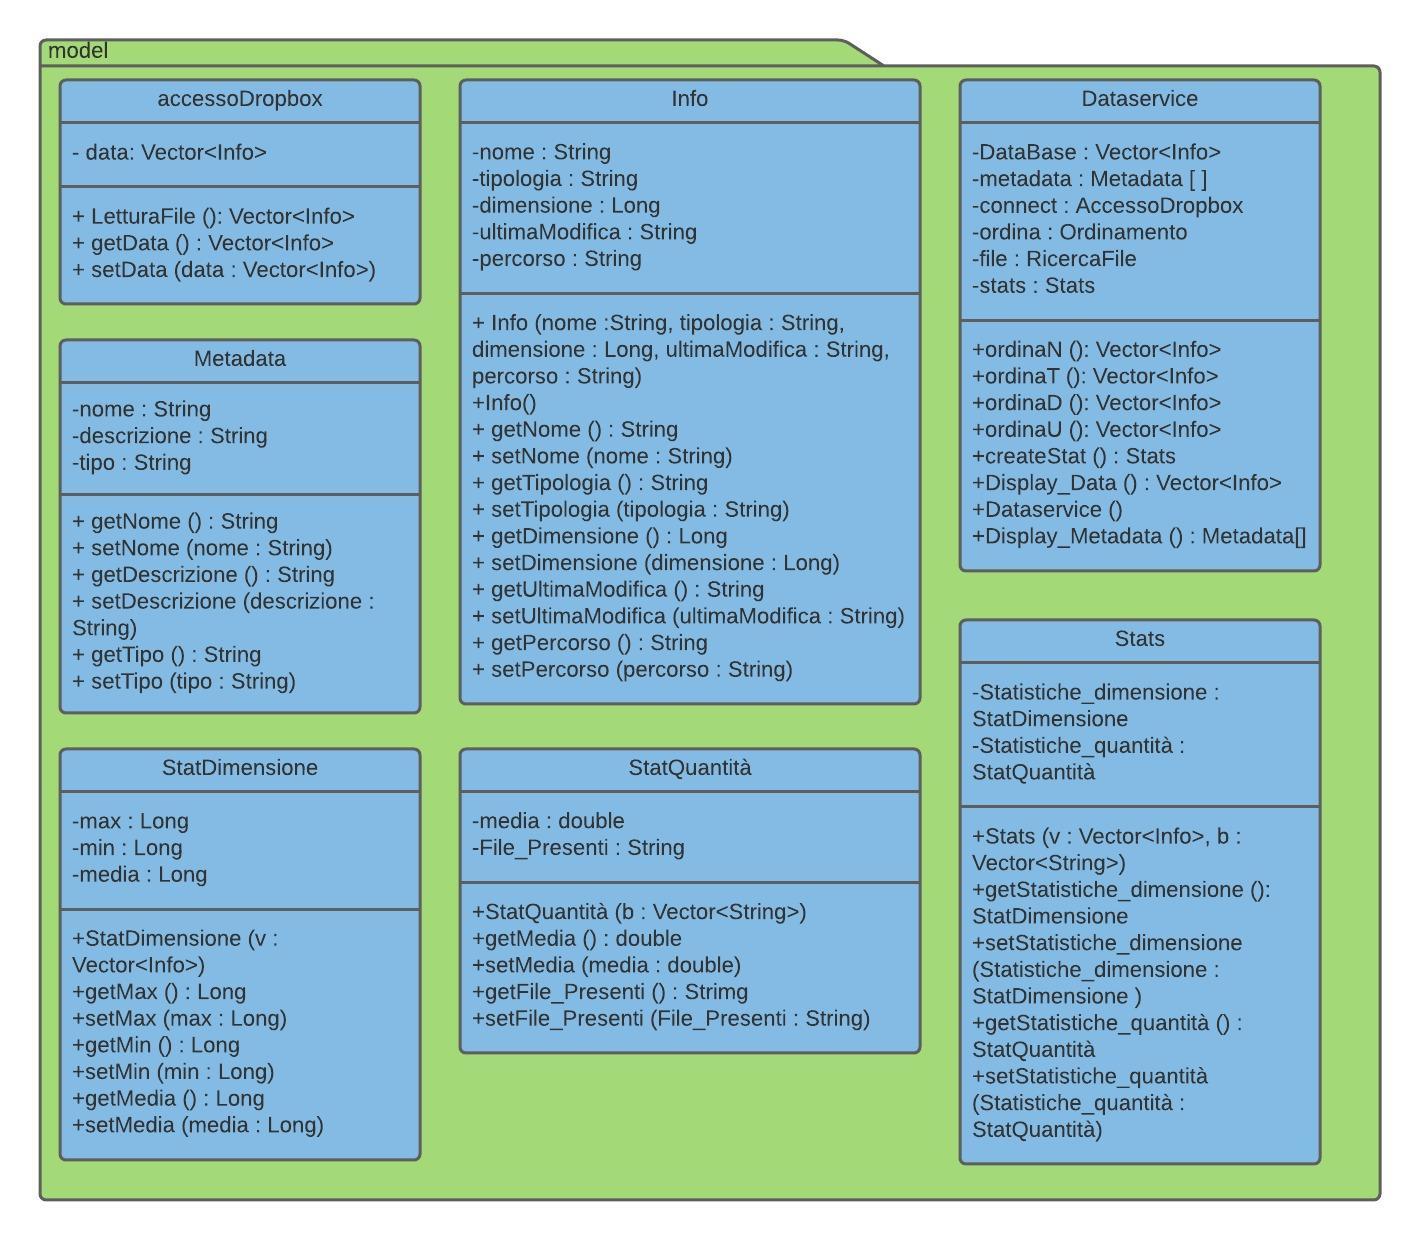 model
accessoDropbox
- data: Vector<Info>
+ LetturaFile (): Vector<Info>
+ getData () : Vector<Info>
+ setData (data : Vector<Info>)
Metadata
-nome : String
-descrizione : String
-tipo : String
+ getNome () : String
+ setNome (nome : String)
+ getDescrizione () : String
+ setDescrizione (descrizione :
String)
+ getTipo () : String
+ setTipo (tipo : String)
StatDimensione
-max : Long
-min : Long
-media : Long
+StatDimensione (v :
Vector<Info>)
+getMax () : Long
+setMax (max : Long)
+getMin () : Long
+setMin (min : Long)
+getMedia () : Long
+setMedia (media : Long)
Info
-nome : String
-tipologia : String
-dimensione : Long
-ultimaModifica : String
-percorso : String
+ Info (nome :String, tipologia : String,
dimensione : Long, ultimaModifica : String,
percorso : String)
+Info()
+ getNome () : String
+ setNome (nome : String)
+ getTipologia () : String
+ setTipologia (tipologia : String)
+ getDimensione () : Long
+ setDimensione (dimensione : Long)
+ getUltimaModifica () : String
+ setUltimaModifica (ultimaModifica : String)
+ getPercorso () : String
+ setPercorso (percorso : String)
StatQuantità
-media : double
-File_Presenti : String
+StatQuantità (b : Vector<String>)
+getMedia () : double
+setMedia (media : double)
+getFile_Presenti () : Strimg
+setFile_Presenti (File_Presenti : String)
Dataservice
-DataBase : Vector<Info>
-metadata : Metadata [ ]
-connect : AccessoDropbox
-ordina : Ordinamento
-file : RicercaFile
-stats : Stats
+ordinaN (): Vector<Info>
+ordinaT (): Vector<Info>
+ordinaD (): Vector<Info>
+ordinaU (): Vector<Info>
+createStat () : Stats
+Display_Data () : Vector<Info>
+Dataservice ()
+Display_Metadata () : Metadata[]
Stats
-Statistiche_dimensione :
StatDimensione
-Statistiche_quantità :
StatQuantità
+Stats (v : Vector<Info>, b :
Vector<String>)
+getStatistiche_dimensione ():
StatDimensione
+setStatistiche_dimensione
(Statistiche_dimensione :
StatDimensione )
+getStatistiche_quantità () :
StatQuantità
+setStatistiche_quantità
(Statistiche_quantità :
StatQuantità)